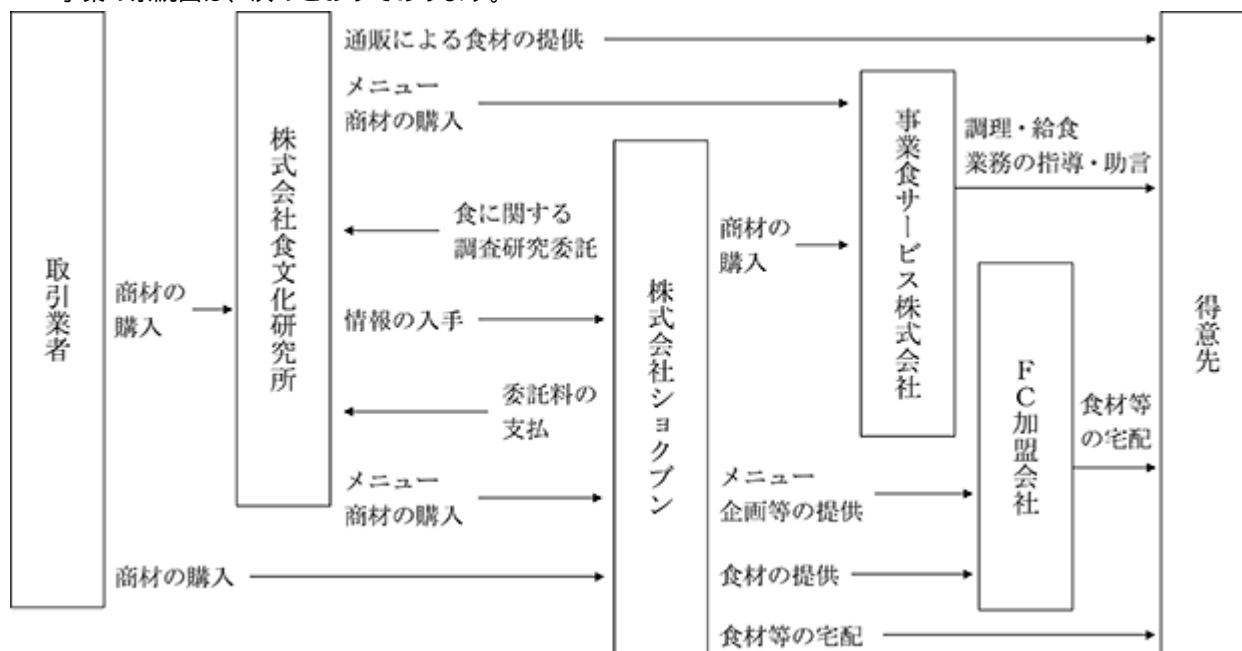 事業の系統図は、次のとおりであります。
取引業者
商材の
購入
商材の購入
株式会社食文化研究所
通販による食材の提供
メニュー
商材の購入
食に関する
調査研究委託
情報の入手
委託料の
支払
メニュー
商材の購入
株式会社ショクブン
商材の
購入
メニュー
企画等の提供
食材の提供
食材等の宅配
事業食サービス株式会社
調理・給食
業務の指導・助言
FC加盟会社
食材等
の宅配
得意先